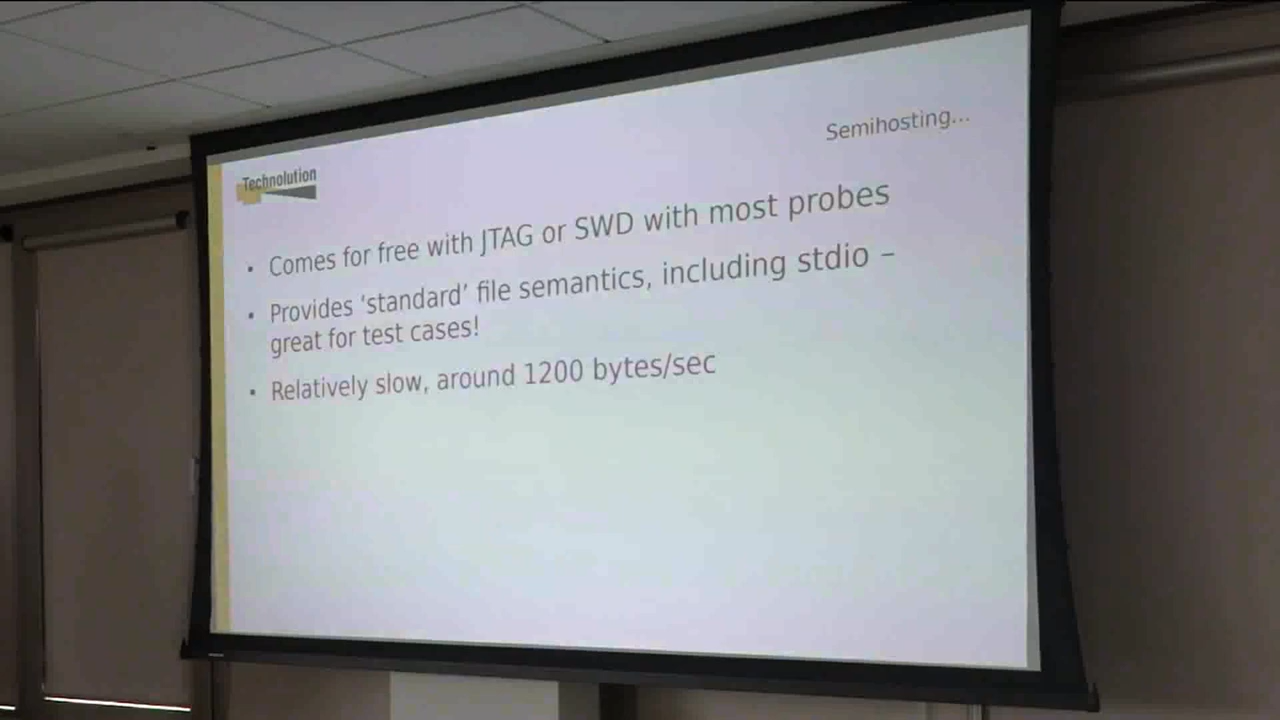 Semihosting...
Technolution
• Comes for free with JTAG or SWD with most probes
• Provides ‘standard’ file semantics, including stdio –
great for test cases!
• Relatively slow, around 1200 bytes/sec